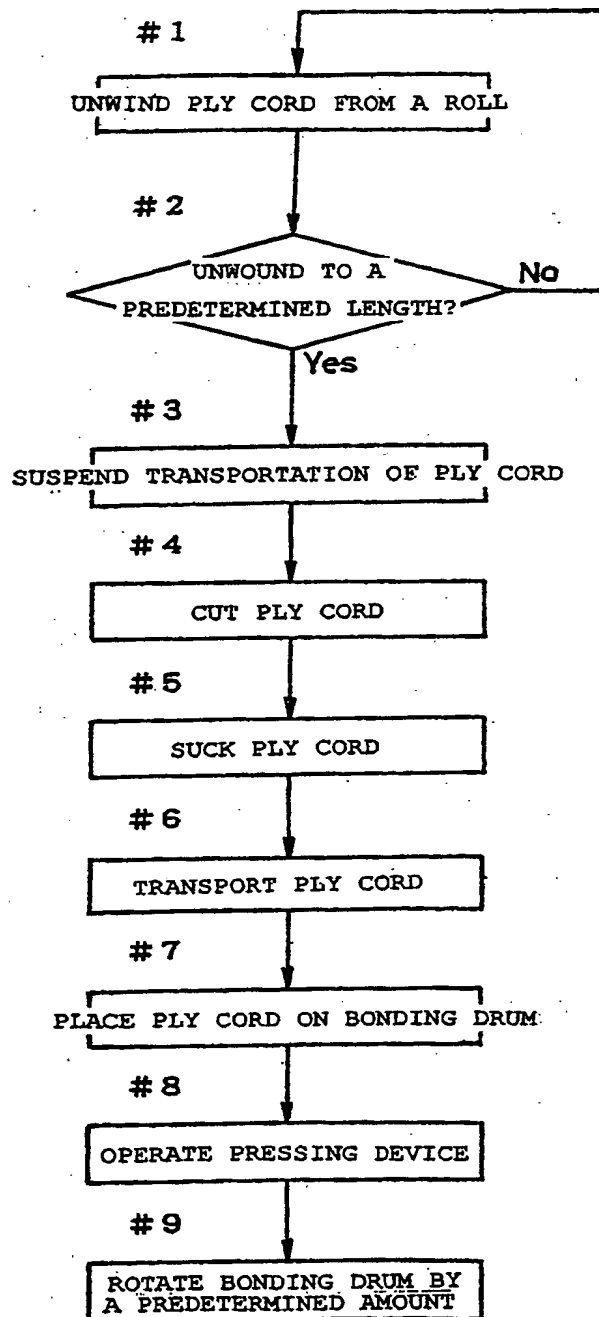 #1
UNWIND PLY CORD FROM A ROLL
#2
UNWOUND TO A
PREDETERMINED LENGTH?
No
Yes
#3
SUSPEND TRANSPORTATION OF PLY CORD
#4
CUT PLY CORD
#5
SUCK PLY CORD
#6
TRANSPORT PLY CORD
#7
PLACE PLY CORD ON BONDING DRUM
#8
OPERATE PRESSING DEVICE
#9
ROTATE BONDING DRUM BY
A PREDETERMINED AMOUNT